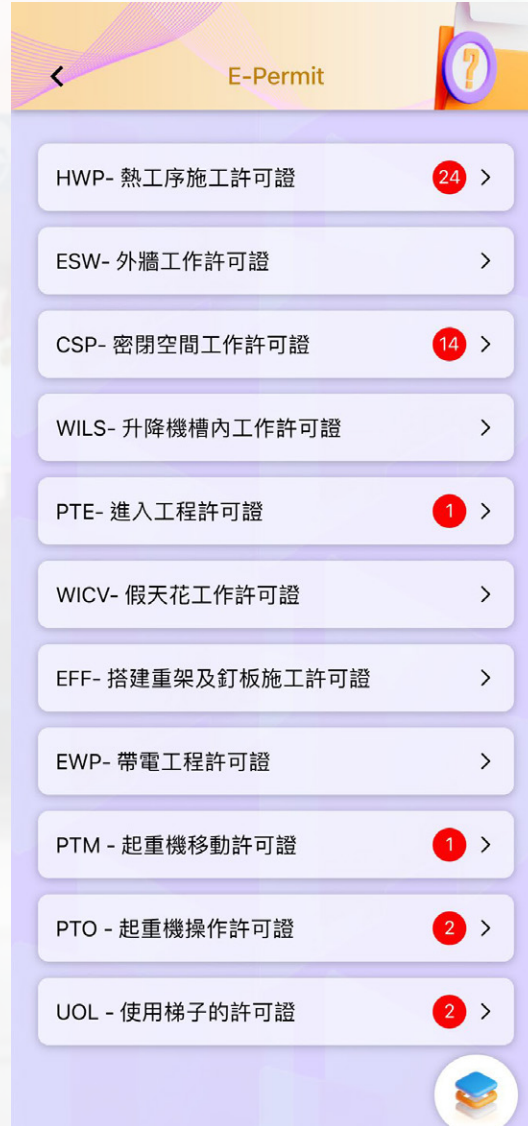 E-Permit
HWP- 熱工序施工許可證 24
ESW- 外牆工作許可證
CSP- 密閉空間工作許可證 14
WILS- 升降機槽內工作許可證
PTE- 進入工程許可證 1
WICV- 假天花工作許可證
EFF- 搭建重架及釘板施工許可證
EWP- 帶電工程許可證
PTM - 起重機移動許可證 1
PTO - 起重機操作許可證 2
UOL - 使用梯子的許可證 2